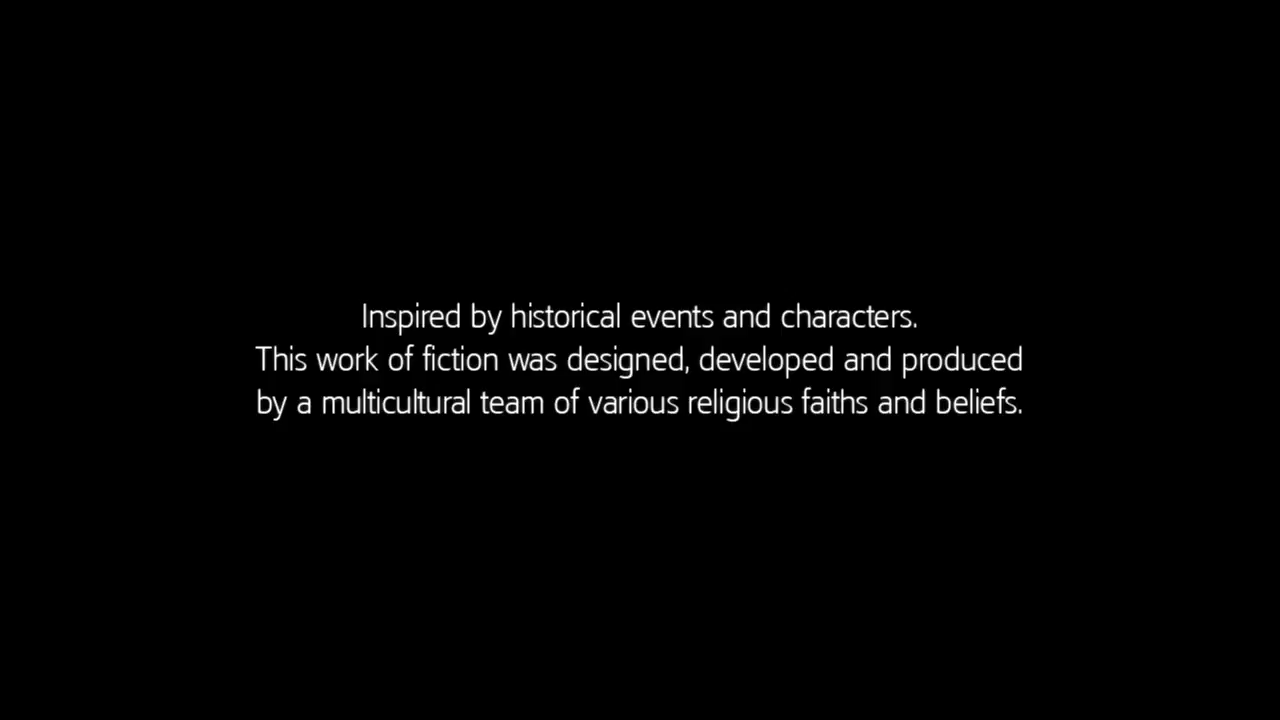 Inspired by historical events and characters.
This work of fiction was designed, developed and produced
by a multicultural team of various religious faiths and beliefs.